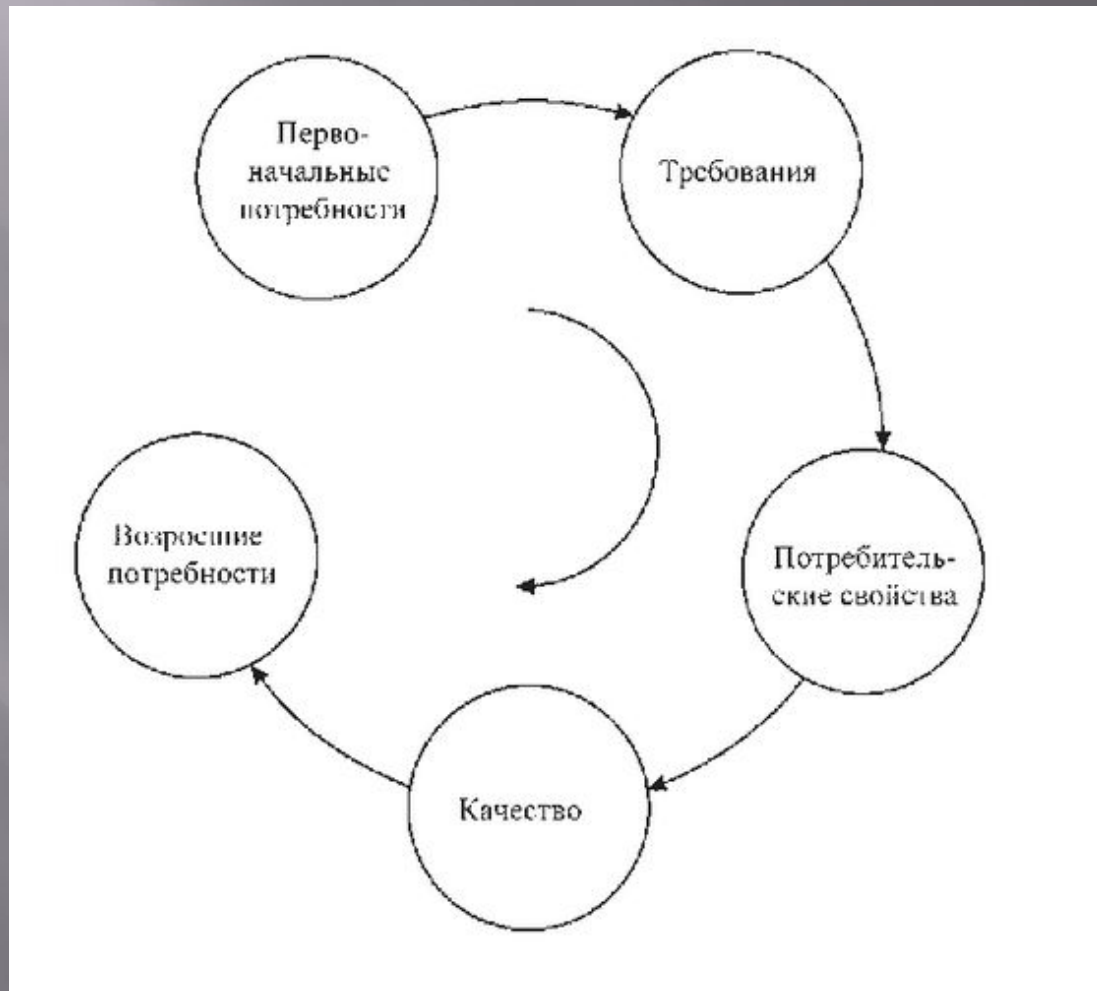 Перво-
начальные
потребности
Требования
Потребитель-
ские свойства
Качество
Возросшие
потребности